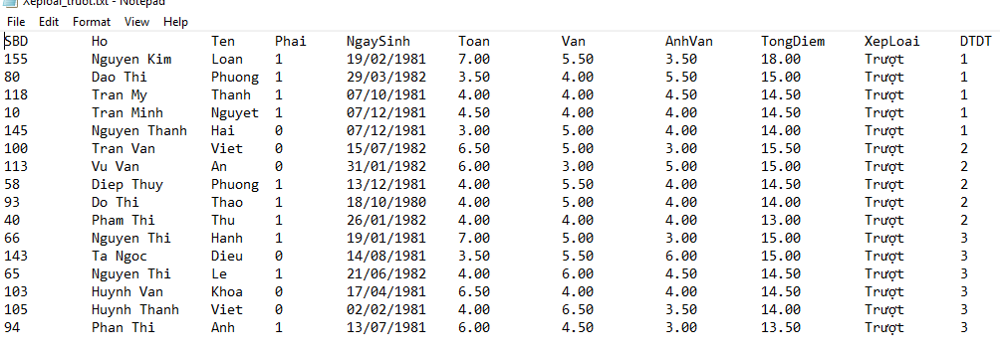 Xeploai_truot.txt - Notepad
File Edit Format View Help
SBD Ho Ten Phai NgaySinh Toan Van AnhVan TongDiem XepLoai DTDT
155 Nguyen Kim Loan 1 19/02/1981 7.00 5.50 3.50 18.00 Trượt 1
80 Dao Thi Phuong 1 29/03/1982 3.50 4.00 5.50 15.00 Trượt 1
118 Tran My Thanh 1 07/10/1981 4.00 4.00 4.50 14.50 Trượt 1
10 Tran Minh Nguyet 1 07/12/1981 4.50 4.00 4.00 14.50 Trượt 1
145 Nguyen Thanh Hai 0 07/12/1981 3.00 5.00 4.00 14.00 Trượt 1
100 Tran Van Viet 0 15/07/1982 6.50 5.00 3.00 15.50 Trượt 2
113 Vu Van An 0 31/01/1982 6.00 3.00 5.00 15.00 Trượt 2
58 Diep Thuy Phuong 1 13/12/1981 4.00 5.50 4.00 14.50 Trượt 2
93 Do Thi Thao 1 18/10/1980 4.00 5.00 4.00 14.00 Trượt 2
40 Pham Thi Thu 1 26/01/1982 4.00 4.00 4.00 13.00 Trượt 2
66 Nguyen Thi Hanh 1 19/01/1981 7.00 5.00 3.00 15.00 Trượt 3
143 Ta Ngoc Dieu 0 14/08/1981 3.50 5.50 6.00 15.00 Trượt 3
65 Nguyen Thi Le 1 21/06/1982 4.00 6.00 4.50 14.50 Trượt 3
103 Huynh Van Khoa 0 17/04/1981 6.50 4.00 4.00 14.50 Trượt 3
105 Huynh Thanh Viet 0 02/02/1981 4.00 6.50 3.50 14.00 Trượt 3
94 Phan Thi Anh 1 13/07/1981 6.00 4.50 3.00 13.50 Trượt 3